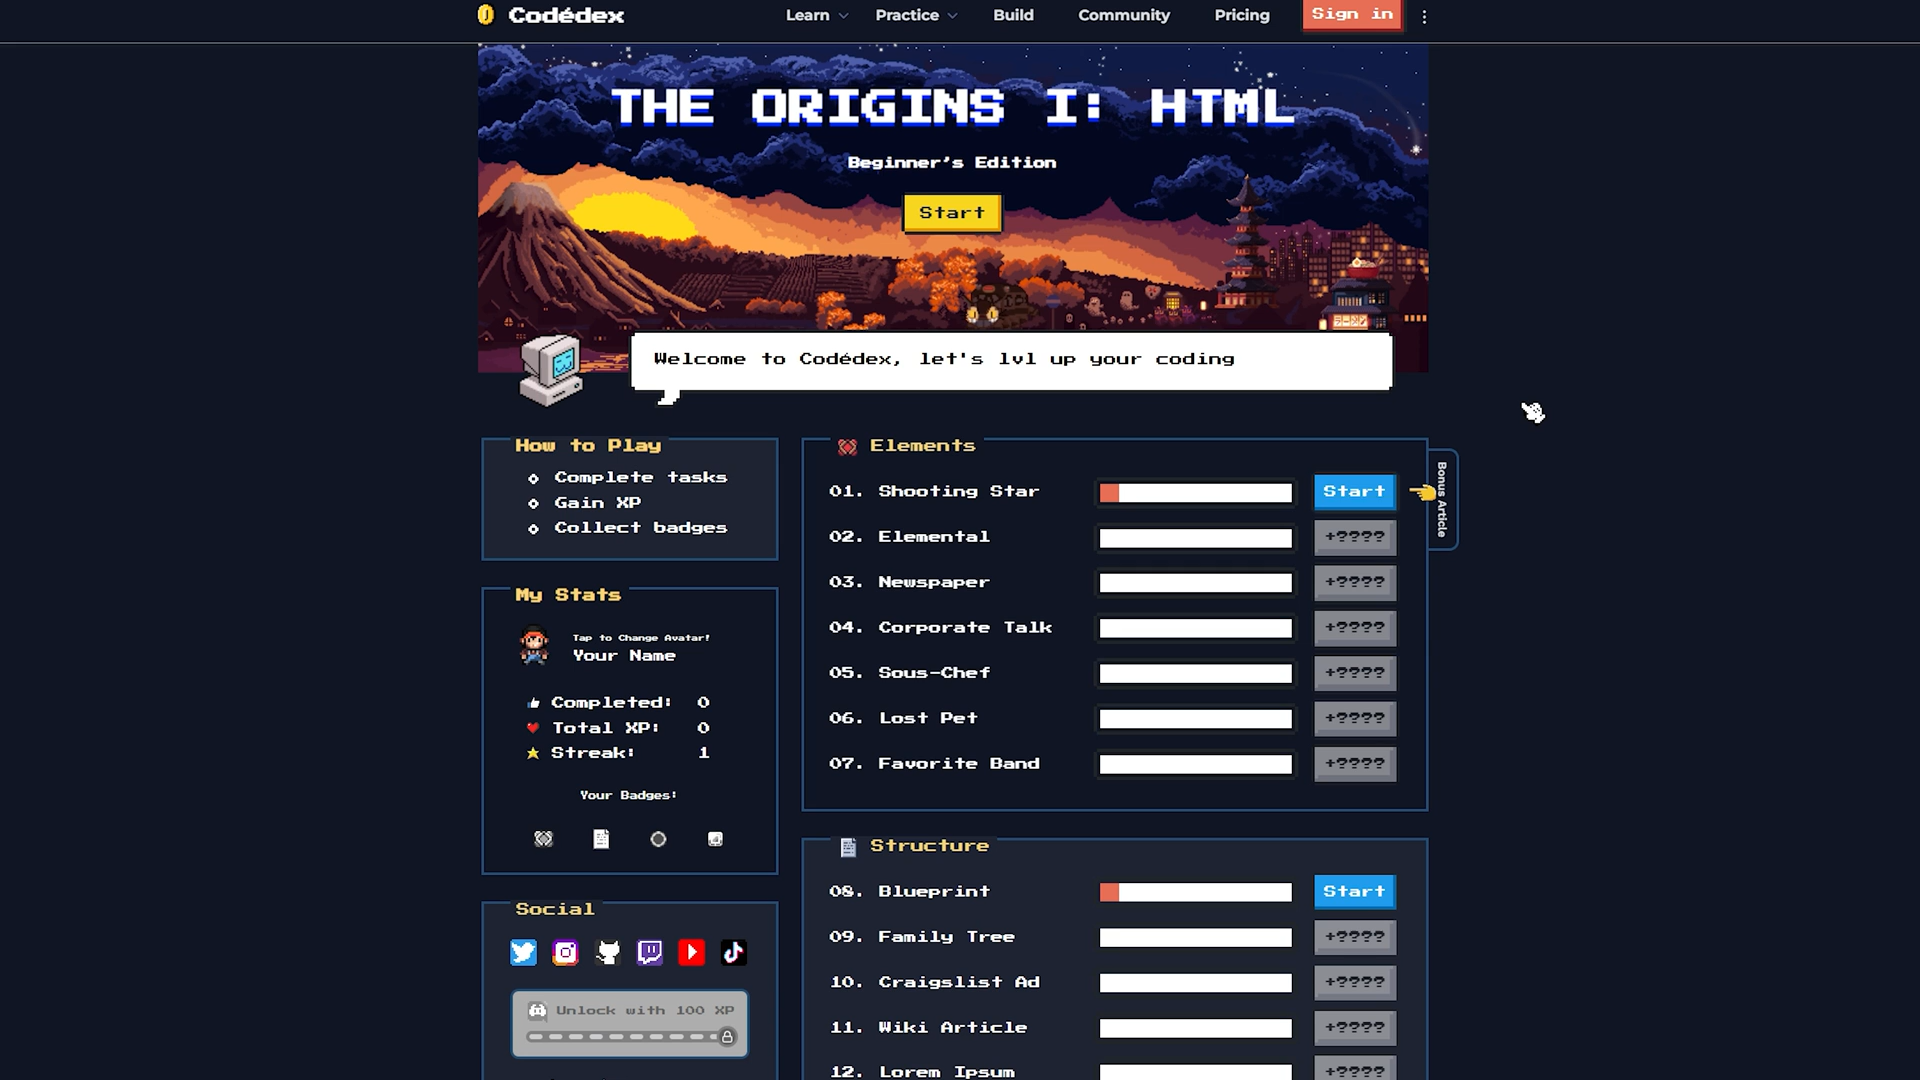 Codédex
Learn
Practice
Build
Community
Pricing
Sign in
THE ORIGINS I: HTML
Beginner's Edition
Start
ラーメン
Welcome to Codédex, let's lvl up your coding
How to Play
Complete tasks
Gain XP
Collect badges
My Stats
Tap to Change Avatar!
Your Name
Completed: 0
Total XP: 0
Streak: 1
Your Badges:
Social
Unlock with 100 XP
Elements
01. Shooting Star Start
02. Elemental +????
03. Newspaper +????
04. Corporate Talk +????
05. Sous-Chef +????
06. Lost Pet +????
07. Favorite Band +????
Bonus Article
Structure
08. Blueprint Start
09. Family Tree +????
10. Craigslist Ad +????
11. Wiki Article +????
12. Lorem Ipsum +????